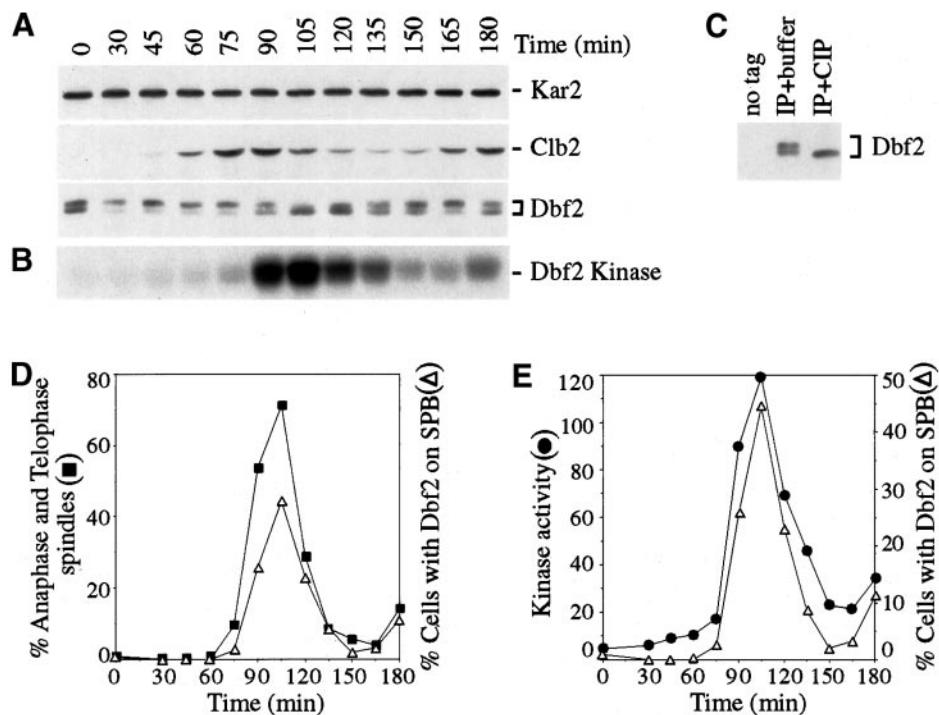 A
0 30 45 60 75 90 105 120 135 150 165 180 Time (min)
Kar2
Clb2
Dbf2
B
Dbf2 Kinase
C
no tag
IP+buffer
IP+CIP
Dbf2
D
% Anaphase and Telophase
spindles (■)
80
60
40
20
0
% Cells with Dbf2 on SPB(Δ)
0 30 60 90 120 150 180
Time (min)
E
Kinase activity(●)
120
100
80
60
40
20
0
50
40
30
20
10
0
% Cells with Dbf2 on SPB(Δ)
0 30 60 90 120 150 180
Time (min)